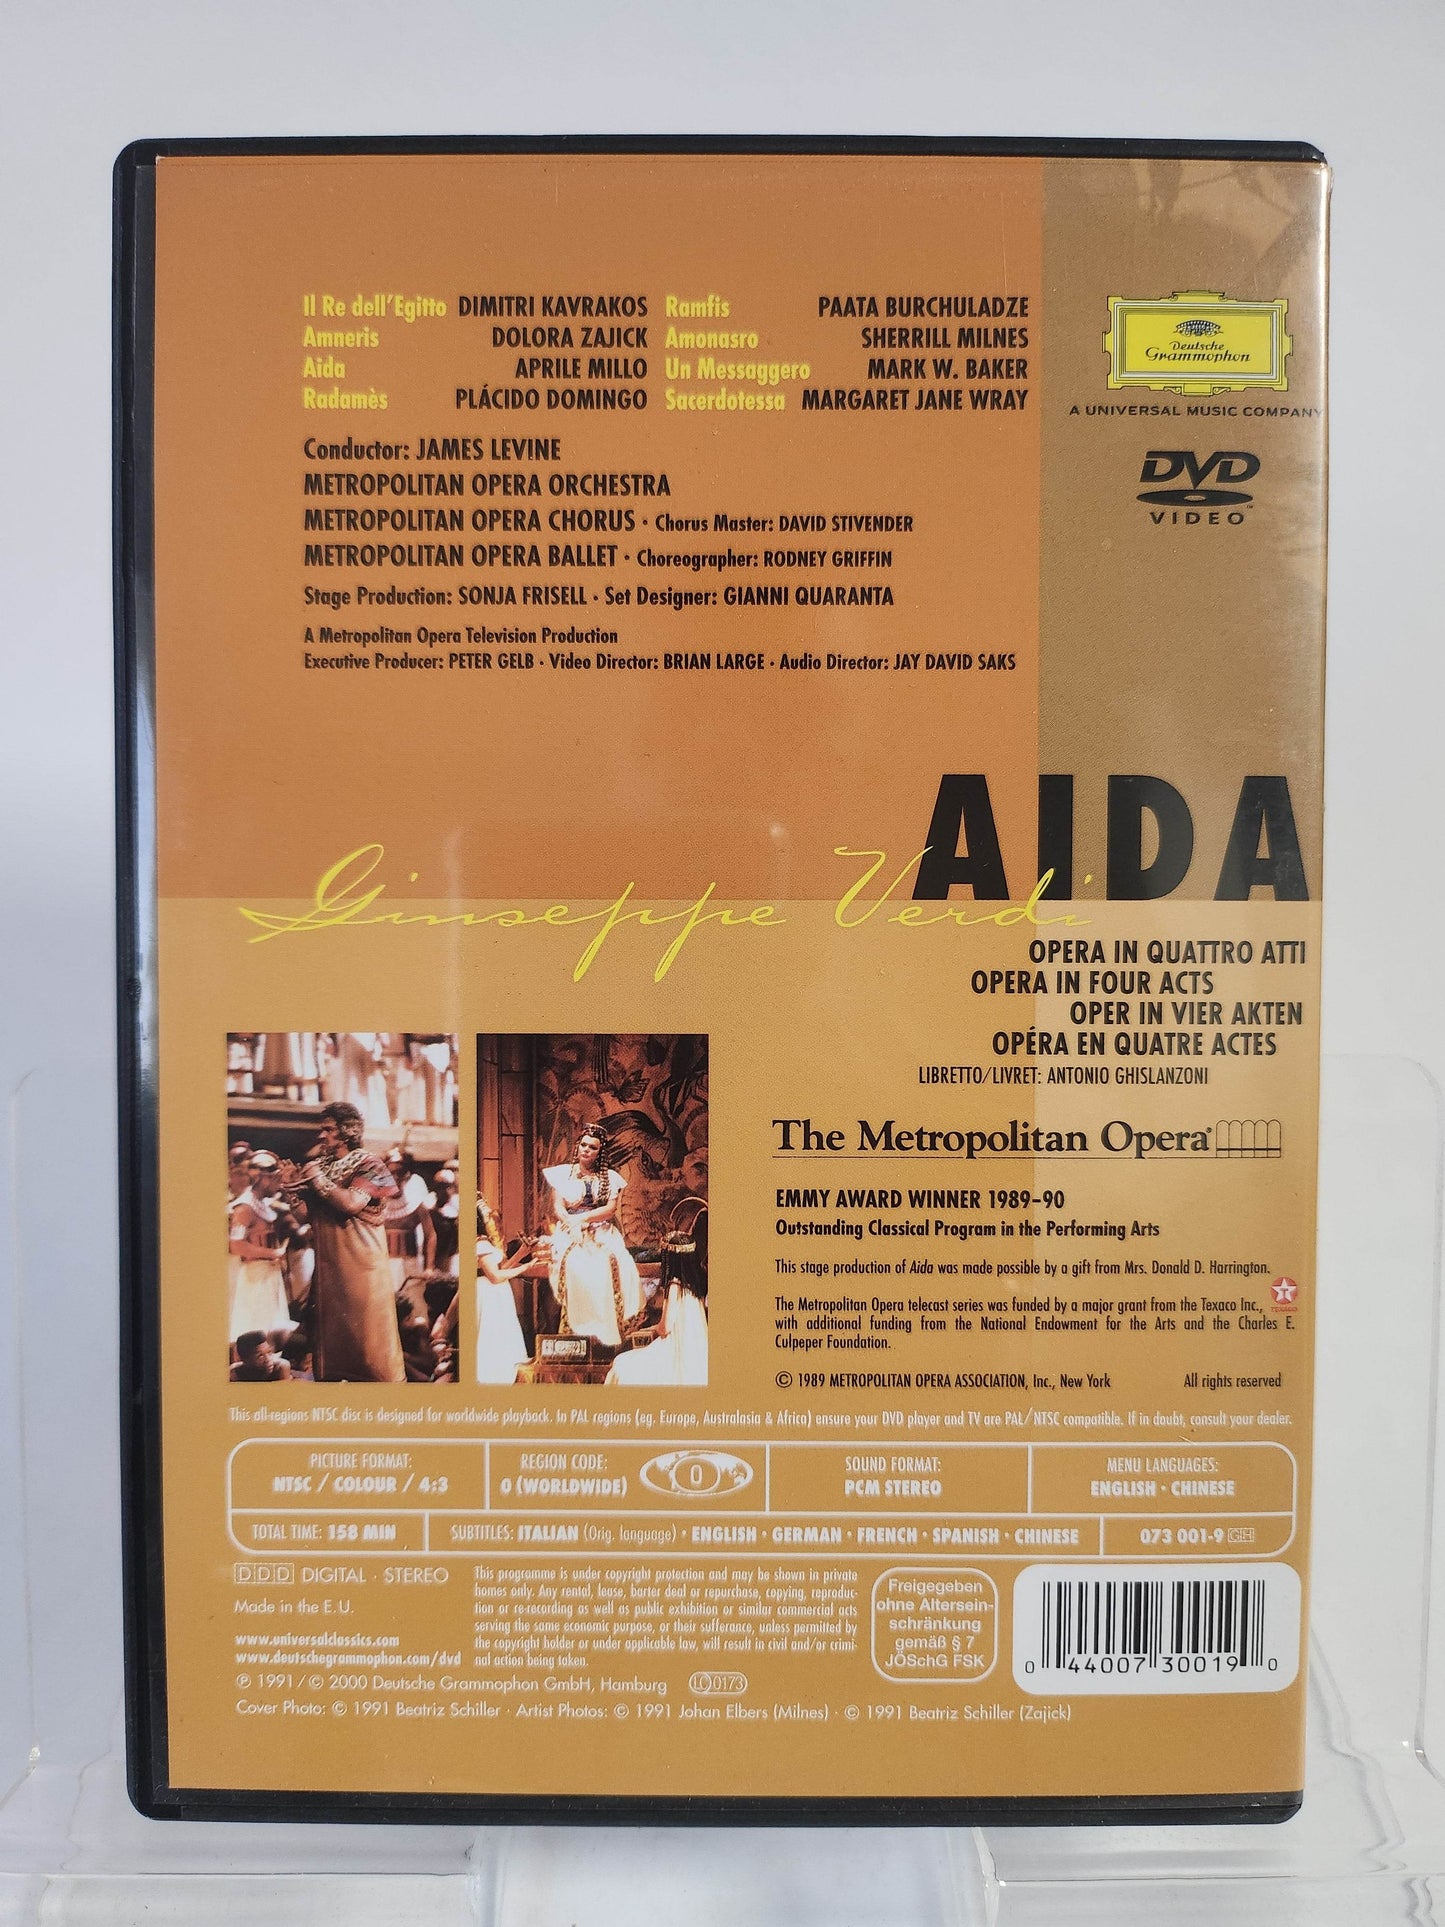 Il Re dell'Egitto DIMITRI KAVRAKOS Ramfis PAATA BURCHULADZE
Amneris DOLORA ZAJICK Amonasro SHERRILL MILNES
Aida APRILE MILLO Un Messaggero MARK W. BAKER
Radamès PLÁCIDO DOMINGO Sacerdotessa MARGARET JANE WRAY
Deutsche
Grammophon
A UNIVERSAL MUSIC COMPANY
DVD
VIDEO™
Conductor: JAMES LEVINE
METROPOLITAN OPERA ORCHESTRA
METROPOLITAN OPERA CHORUS · Chorus Master: DAVID STIVENDER
METROPOLITAN OPERA BALLET · Choreographer: RODNEY GRIFFIN
Stage Production: SONJA FRISELL · Set Designer: GIANNI QUARANTA
A Metropolitan Opera Television Production
Executive Producer: PETER GELB · Video Director: BRIAN LARGE · Audio Director: JAY DAVID SAKS
AIDA
Giuseppe Verdi
OPERA IN QUATTRO ATTI
OPERA IN FOUR ACTS
OPER IN VIER AKTEN
OPÉRA EN QUATRE ACTES
LIBRETTO/LIVRET: ANTONIO GHISLANZONI
The Metropolitan Opera®
EMMY AWARD WINNER 1989–90
Outstanding Classical Program in the Performing Arts
This stage production of Aida was made possible by a gift from Mrs. Donald D. Harrington.
The Metropolitan Opera telecast series was funded by a major grant from the Texaco Inc.,
with additional funding from the National Endowment for the Arts and the Charles E.
Culpeper Foundation.
T
TEXACO
© 1989 METROPOLITAN OPERA ASSOCIATION, Inc., New York All rights reserved
This all-regions NTSC disc is designed for worldwide playback. In PAL regions (eg. Europe, Australasia & Africa) ensure your DVD player and TV are PAL/NTSC compatible. If in doubt, consult your dealer.
PICTURE FORMAT:
NTSC / COLOUR / 4:3
REGION CODE:
0 (WORLDWIDE)
0
SOUND FORMAT:
PCM STEREO
MENU LANGUAGES:
ENGLISH · CHINESE
TOTAL TIME: 158 MIN
SUBTITLES: ITALIAN (Orig. language) · ENGLISH · GERMAN · FRENCH · SPANISH · CHINESE
073 001-9 GH
DDD DIGITAL · STEREO
Made in the E.U.
www.universalclassics.com
www.deutschegrammophon.com/dvd
This programme is under copyright protection and may be shown in private
homes only. Any rental, lease, barter deal or repurchase, copying, reproduc-
tion or re-recording as well as public exhibition or similar commercial acts
serving the same economic purpose, or their sufferance, unless permitted by
the copyright holder or under applicable law, will result in civil and/or crimi-
nal action being taken.
Freigegeben
ohne Alterseinschränkung
gemäß § 7
JÖSchG FSK
0 44007 30019 0
℗ 1991/© 2000 Deutsche Grammophon GmbH, Hamburg LC 0173
Cover Photo: © 1991 Beatriz Schiller · Artist Photos: © 1991 Johan Elbers (Milnes) · © 1991 Beatriz Schiller (Zajick)